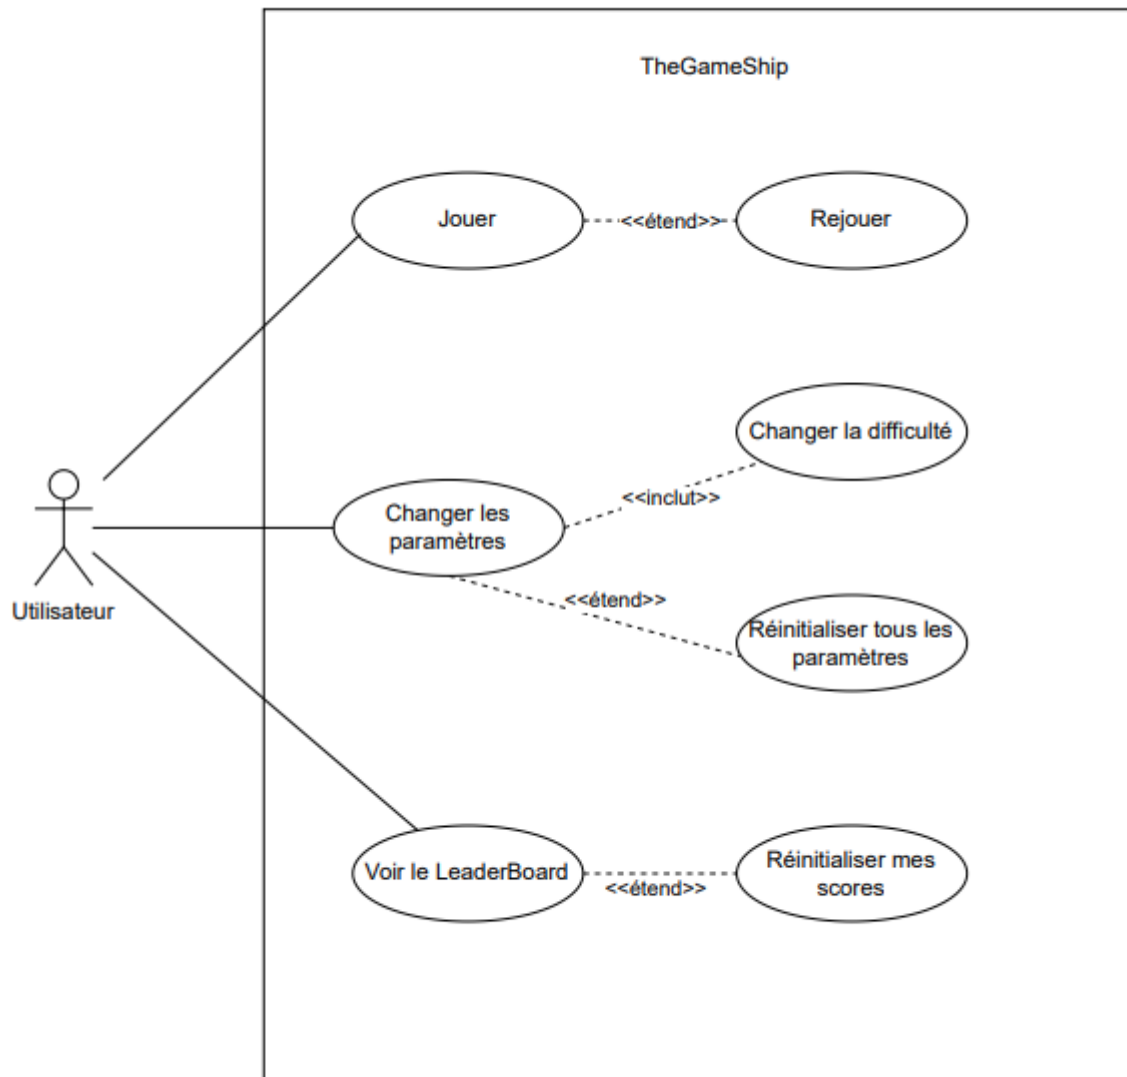 TheGameShip
Jouer
<<étend>>
Rejouer
Changer la difficulté
<<inclut>>
Changer les
paramètres
<<étend>>
Réinitialiser tous les
paramètres
Utilisateur
Voir le LeaderBoard
<<étend>>
Réinitialiser mes
scores